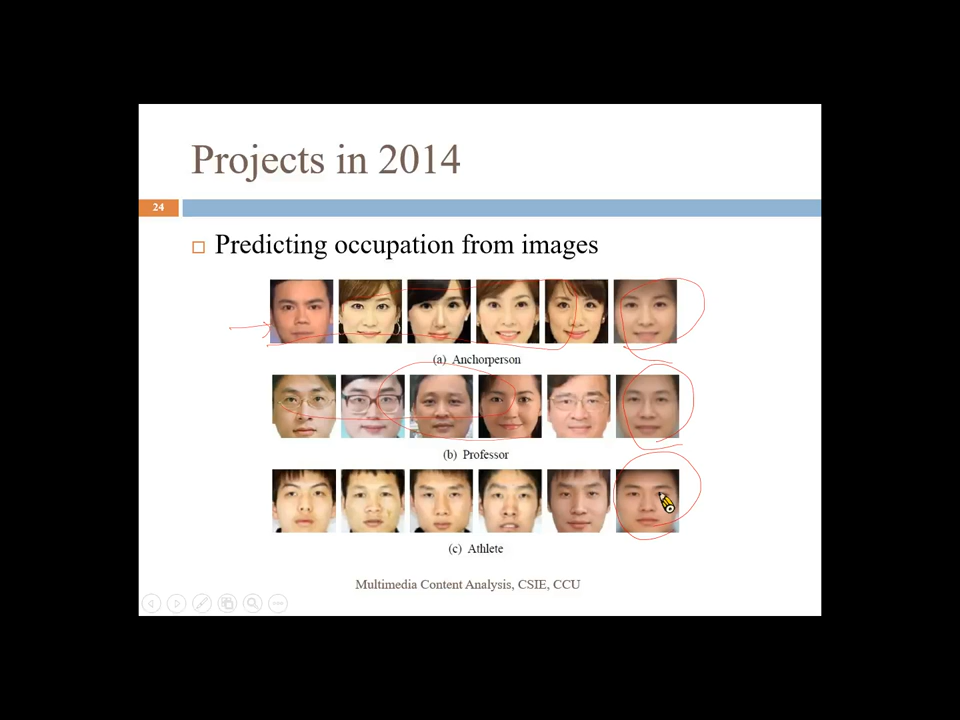 Projects in 2014
24
Predicting occupation from images
(a) Anchorperson
(b) Professor
(c) Athlete
Multimedia Content Analysis, CSIE, CCU